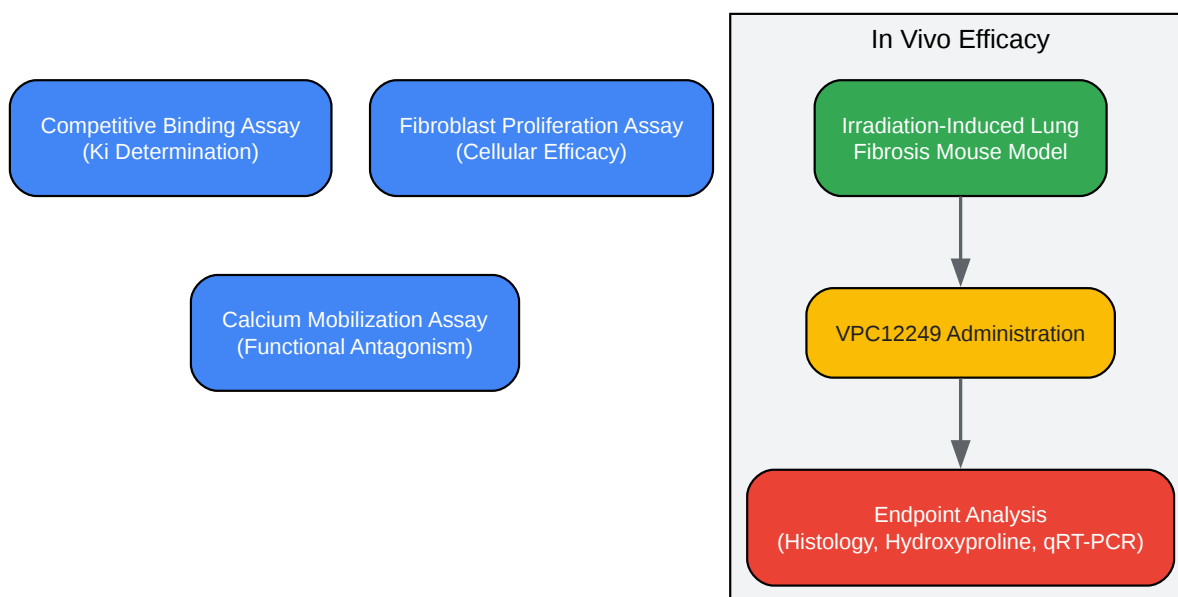 Competitive Binding Assay
(Ki Determination)
Fibroblast Proliferation Assay
(Cellular Efficacy)
Calcium Mobilization Assay
(Functional Antagonism)
In Vivo Efficacy
Irradiation-Induced Lung
Fibrosis Mouse Model
VPC12249 Administration
Endpoint Analysis
(Histology, Hydroxyproline, qRT-PCR)